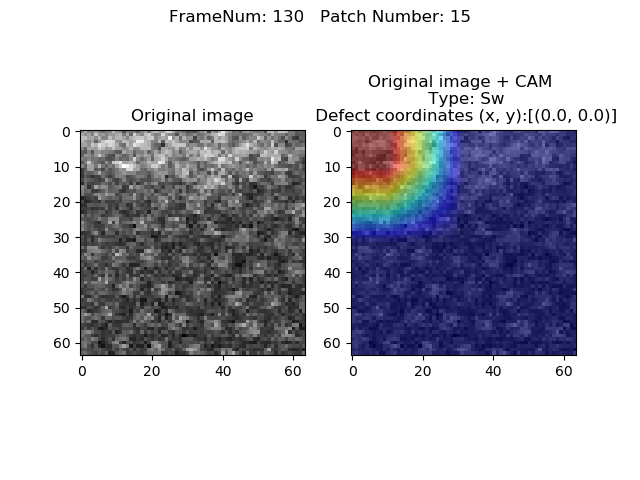 FrameNum: 130   Patch Number: 15
Original image
0
10
20
30
40
50
60
0 20 40 60
Original image + CAM
Type: Sw
Defect coordinates (x, y):[(0.0, 0.0)]
0
10
20
30
40
50
60
0 20 40 60